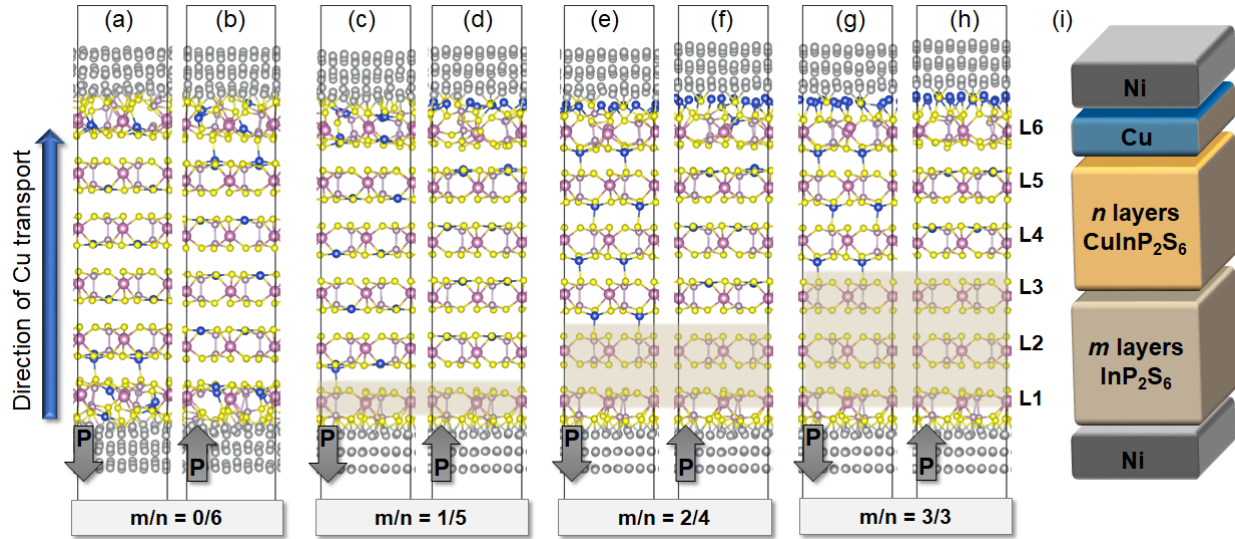 (a) (b) (c) (d) (e) (f) (g) (h) (i)
Direction of Cu transport
L6
L5
L4
L3
L2
L1
P P P P P P P P
m/n = 0/6 m/n = 1/5 m/n = 2/4 m/n = 3/3
Ni
Cu
n layers
CuInP₂S₆
m layers
InP₂S₆
Ni